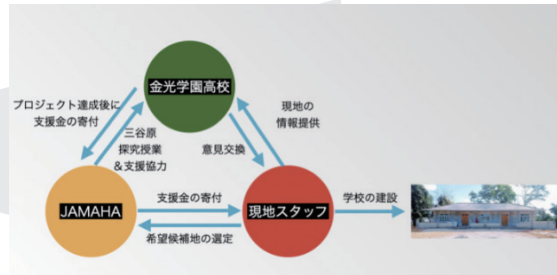 金光学園高校
プロジェクト達成後に
支援金の寄付
三谷原
探究授業
&支援協力
意見交換
現地の
情報提供
JAMAHA
支援金の寄付
希望候補地の選定
現地スタッフ
学校の建設